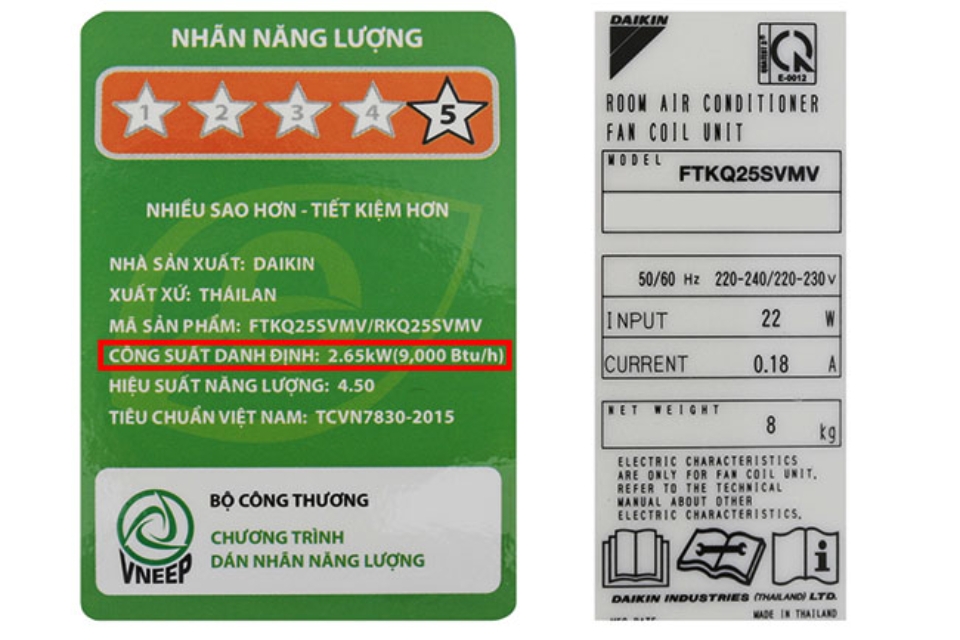 NHÃN NĂNG LƯỢNG
1 2 3 4 5
NHIỀU SAO HƠN - TIẾT KIỆM HƠN
NHÀ SẢN XUẤT: DAIKIN
XUẤT XỨ: THÁILAN
MÃ SẢN PHẨM: FTKQ25SVMV/RKQ25SVMV
CÔNG SUẤT DANH ĐỊNH: 2.65kW(9,000 Btu/h)
HIỆU SUẤT NĂNG LƯỢNG: 4.50
TIÊU CHUẨN VIỆT NAM: TCVN7830-2015
VNEEP
BỘ CÔNG THƯƠNG
CHƯƠNG TRÌNH
DÁN NHÃN NĂNG LƯỢNG
DAIKIN
E-0012
ROOM AIR CONDITIONER
FAN COIL UNIT
MODEL FTKQ25SVMV
50/60 Hz 220-240/220-230 V
INPUT 22 W
CURRENT 0.18 A
NET WEIGHT
8 kg
ELECTRIC CHARACTERISTICS
ARE ONLY FOR FAN COIL UNIT.
REFER TO THE TECHNICAL
MANUAL ABOUT OTHER
ELECTRIC CHARACTERISTICS.
DAIKIN INDUSTRIES (THAILAND) LTD.
MADE IN THAILAND